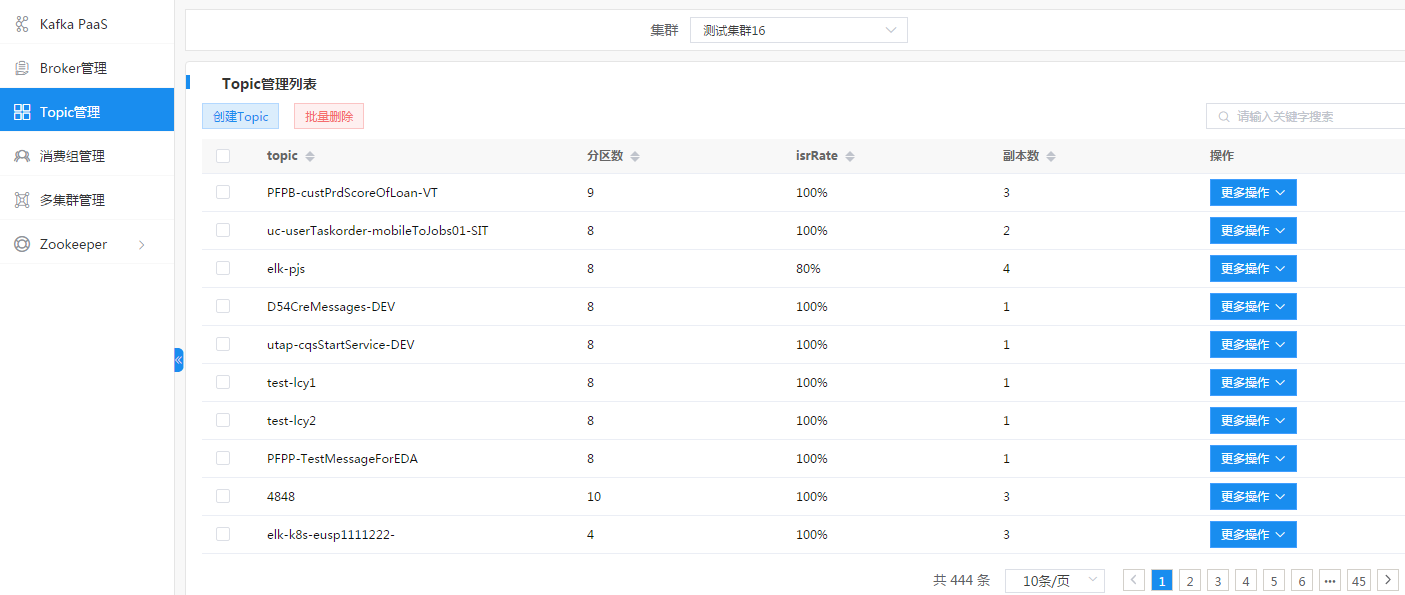 Kafka PaaS
Broker管理
Topic管理
消费组管理
多集群管理
Zookeeper
集群 测试集群16
Topic管理列表
创建Topic 批量删除 请输入关键字搜索
topic 分区数 isrRate 副本数 操作
PFPB-custPrdScoreOfLoan-VT 9 100% 3 更多操作
uc-userTaskorder-mobileToJobs01-SIT 8 100% 2 更多操作
elk-pjs 8 80% 4 更多操作
D54CreMessages-DEV 8 100% 1 更多操作
utap-cqsStartService-DEV 8 100% 1 更多操作
test-lcy1 8 100% 1 更多操作
test-lcy2 8 100% 1 更多操作
PFPP-TestMessageForEDA 8 100% 1 更多操作
4848 10 100% 3 更多操作
elk-k8s-eusp1111222- 4 100% 3 更多操作
共 444 条 10条/页 1 2 3 4 5 6 ••• 45